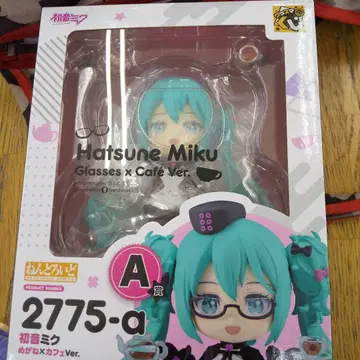 初音ミク
Hatsune Miku
Glasses × Café Ver.
A賞
ねんどろいど
PRODUCT NUMBER
2775-a
初音ミク
めがね×カフェVer.